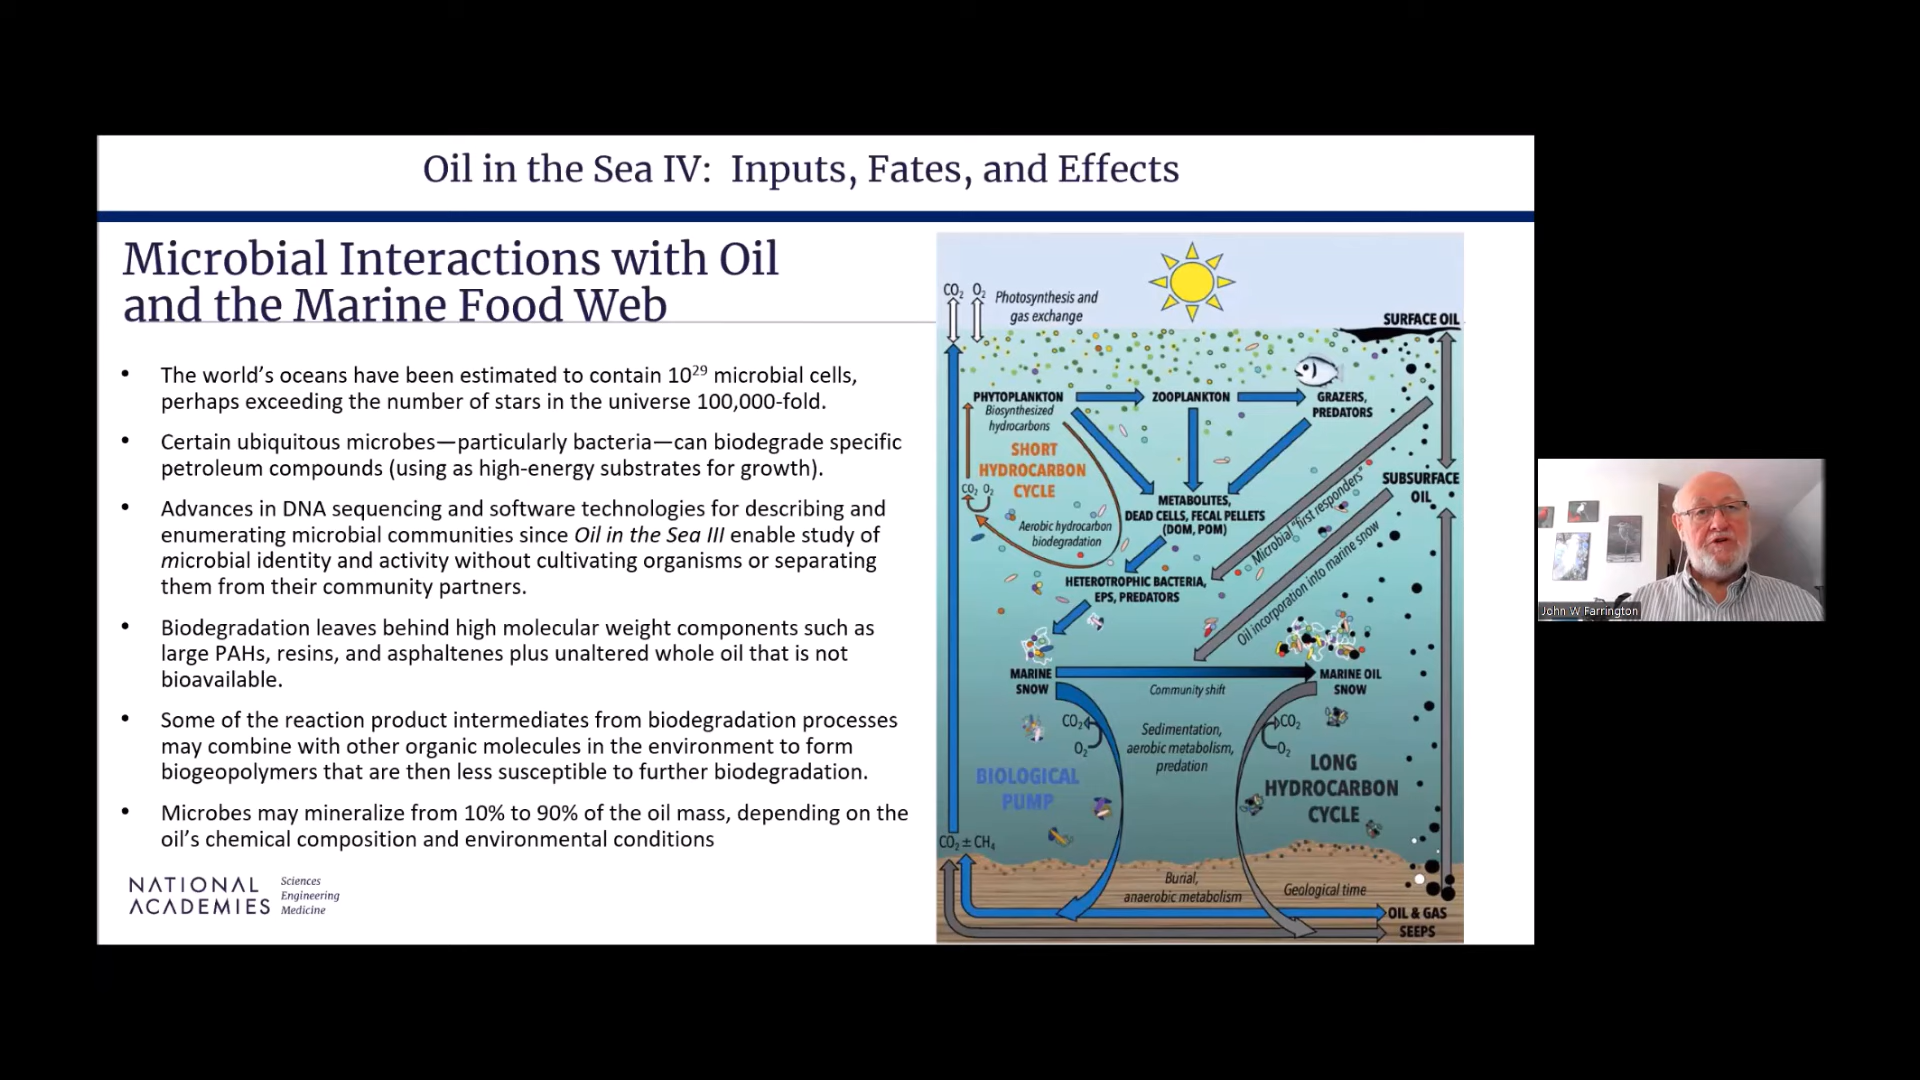 Oil in the Sea IV: Inputs, Fates, and Effects
Microbial Interactions with Oil
and the Marine Food Web
• The world's oceans have been estimated to contain 10²⁹ microbial cells,
perhaps exceeding the number of stars in the universe 100,000-fold.
• Certain ubiquitous microbes—particularly bacteria—can biodegrade specific
petroleum compounds (using as high-energy substrates for growth).
• Advances in DNA sequencing and software technologies for describing and
enumerating microbial communities since Oil in the Sea III enable study of
microbial identity and activity without cultivating organisms or separating
them from their community partners.
• Biodegradation leaves behind high molecular weight components such as
large PAHs, resins, and asphaltenes plus unaltered whole oil that is not
bioavailable.
• Some of the reaction product intermediates from biodegradation processes
may combine with other organic molecules in the environment to form
biogeopolymers that are then less susceptible to further biodegradation.
• Microbes may mineralize from 10% to 90% of the oil mass, depending on the
oil's chemical composition and environmental conditions
NATIONAL
ACADEMIES
Sciences
Engineering
Medicine
CO₂ O₂
Photosynthesis and
gas exchange
SURFACE OIL
PHYTOPLANKTON
ZOOPLANKTON
GRAZERS,
PREDATORS
Biosynthesized
hydrocarbons
SHORT
HYDROCARBON
CYCLE
CO₂ O₂
Aerobic hydrocarbon
biodegradation
METABOLITES,
DEAD CELLS, FECAL PELLETS
(DOM, POM)
SUBSURFACE
OIL
Microbial "first responders"
Oil incorporation into marine snow
HETEROTROPHIC BACTERIA,
EPS, PREDATORS
MARINE
SNOW
Community shift
MARINE OIL
SNOW
CO₂
O₂
Sedimentation,
aerobic metabolism,
predation
CO₂
O₂
BIOLOGICAL
PUMP
LONG
HYDROCARBON
CYCLE
CO₂ ± CH₄
Burial,
anaerobic metabolism
Geological time
OIL & GAS
SEEPS
John W Farrington